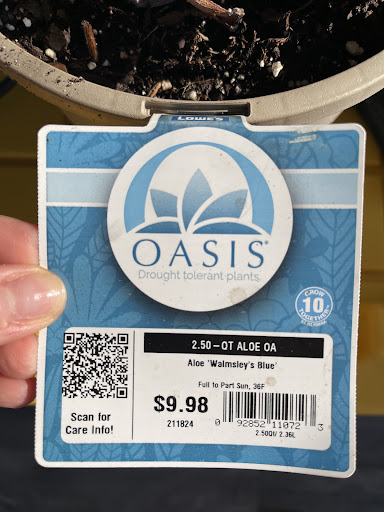 LOWE'S
OASIS®
Drought tolerant plants.
GROW
10
TOGETHER
2.50-QT ALOE OA
Aloe 'Walmsley's Blue'
Full to Part Sun, 36F
$9.98
211824
0 92852 11072 3
2.50Qt/ 2.36L
Scan for
Care Info!